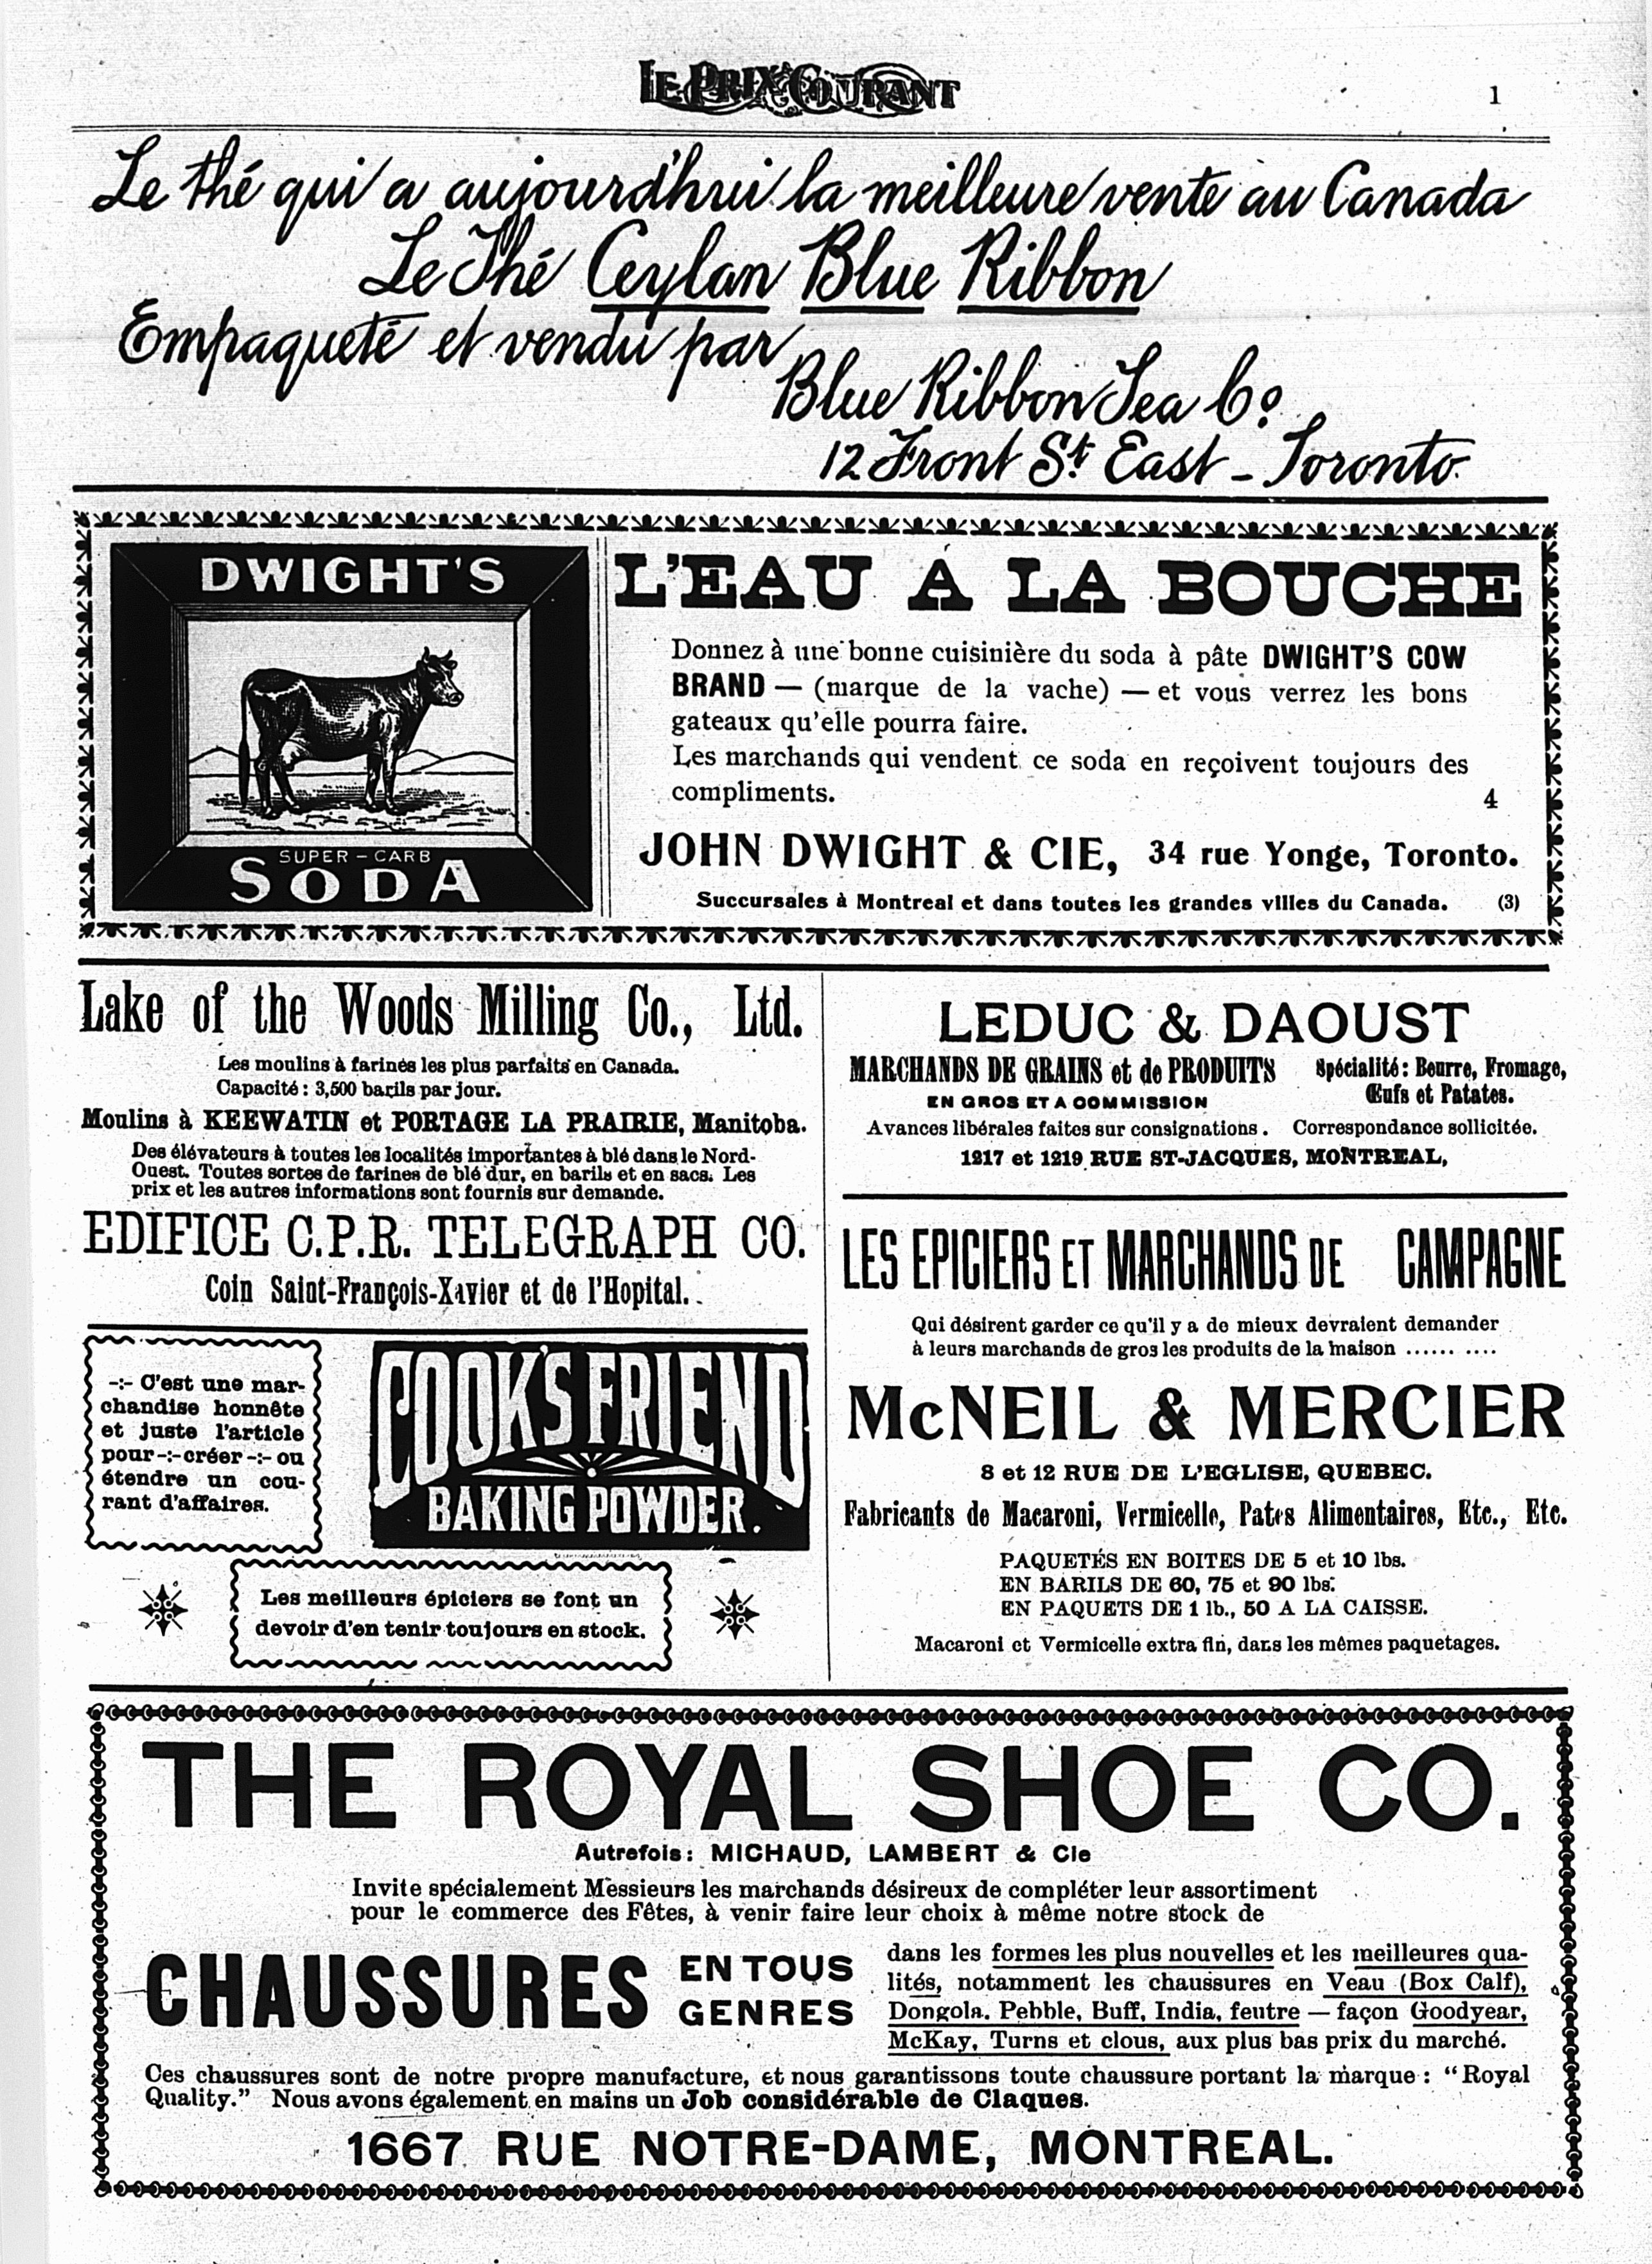 LE PRIX COURANT
1
Le thé qui a aujourd'hui la meilleure vente au Canada
Le Thé Ceylan Blue Ribbon
Empaqueté et vendu par
Blue Ribbon Tea Co.
12 Front St. East - Toronto
DWIGHT'S
SUPER-CARB
SODA
L'EAU A LA BOUCHE
Donnez à une bonne cuisinière du soda à pâte DWIGHT'S COW
BRAND — (marque de la vache) — et vous verrez les bons
gateaux qu'elle pourra faire.
Les marchands qui vendent ce soda en reçoivent toujours des
compliments.
4
JOHN DWIGHT & CIE, 34 rue Yonge, Toronto.
Succursales à Montreal et dans toutes les grandes villes du Canada. (3)
Lake of the Woods Milling Co., Ltd.
Les moulins à farines les plus parfaits en Canada.
Capacité : 3,500 barils par jour.
Moulins à KEEWATIN et PORTAGE LA PRAIRIE, Manitoba.
Des élévateurs à toutes les localités importantes à blé dans le Nord-
Ouest. Toutes sortes de farines de blé dur, en barils et en sacs. Les
prix et les autres informations sont fournis sur demande.
EDIFICE C.P.R. TELEGRAPH CO.
Coin Saint-François-Xavier et de l'Hopital.
-:- C'est une mar-
chandise honnête
et juste l'article
pour -:- créer -:- ou
étendre un cou-
rant d'affaires.
COOK'S FRIEND
BAKING POWDER.
Les meilleurs épiciers se font un
devoir d'en tenir toujours en stock.
LEDUC & DAOUST
MARCHANDS DE GRAINS et de PRODUITS
EN GROS ET A COMMISSION
Spécialité : Beurre, Fromage,
Œufs et Patates.
Avances libérales faites sur consignations. Correspondance sollicitée.
1217 et 1219 RUE ST-JACQUES, MONTREAL,
LES EPICIERS ET MARCHANDS DE CAMPAGNE
Qui désirent garder ce qu'il y a de mieux devraient demander
à leurs marchands de gros les produits de la maison ...... ....
McNEIL & MERCIER
8 et 12 RUE DE L'EGLISE, QUEBEC.
Fabricants de Macaroni, Vermicelle, Pates Alimentaires, Etc., Etc.
PAQUETÉS EN BOITES DE 5 et 10 lbs.
EN BARILS DE 60, 75 et 90 lbs.
EN PAQUETS DE 1 lb., 50 A LA CAISSE.
Macaroni et Vermicelle extra fin, dans les mêmes paquetages.
THE ROYAL SHOE CO.
Autrefois : MICHAUD, LAMBERT & Cie
Invite spécialement Messieurs les marchands désireux de compléter leur assortiment
pour le commerce des Fêtes, à venir faire leur choix à même notre stock de
CHAUSSURES
EN TOUS
GENRES
dans les formes les plus nouvelles et les meilleures qua-
lités, notamment les chaussures en Veau (Box Calf),
Dongola, Pebble, Buff, India, feutre — façon Goodyear,
McKay, Turns et clous, aux plus bas prix du marché.
Ces chaussures sont de notre propre manufacture, et nous garantissons toute chaussure portant la marque : "Royal
Quality." Nous avons également en mains un Job considérable de Claques.
1667 RUE NOTRE-DAME, MONTREAL.